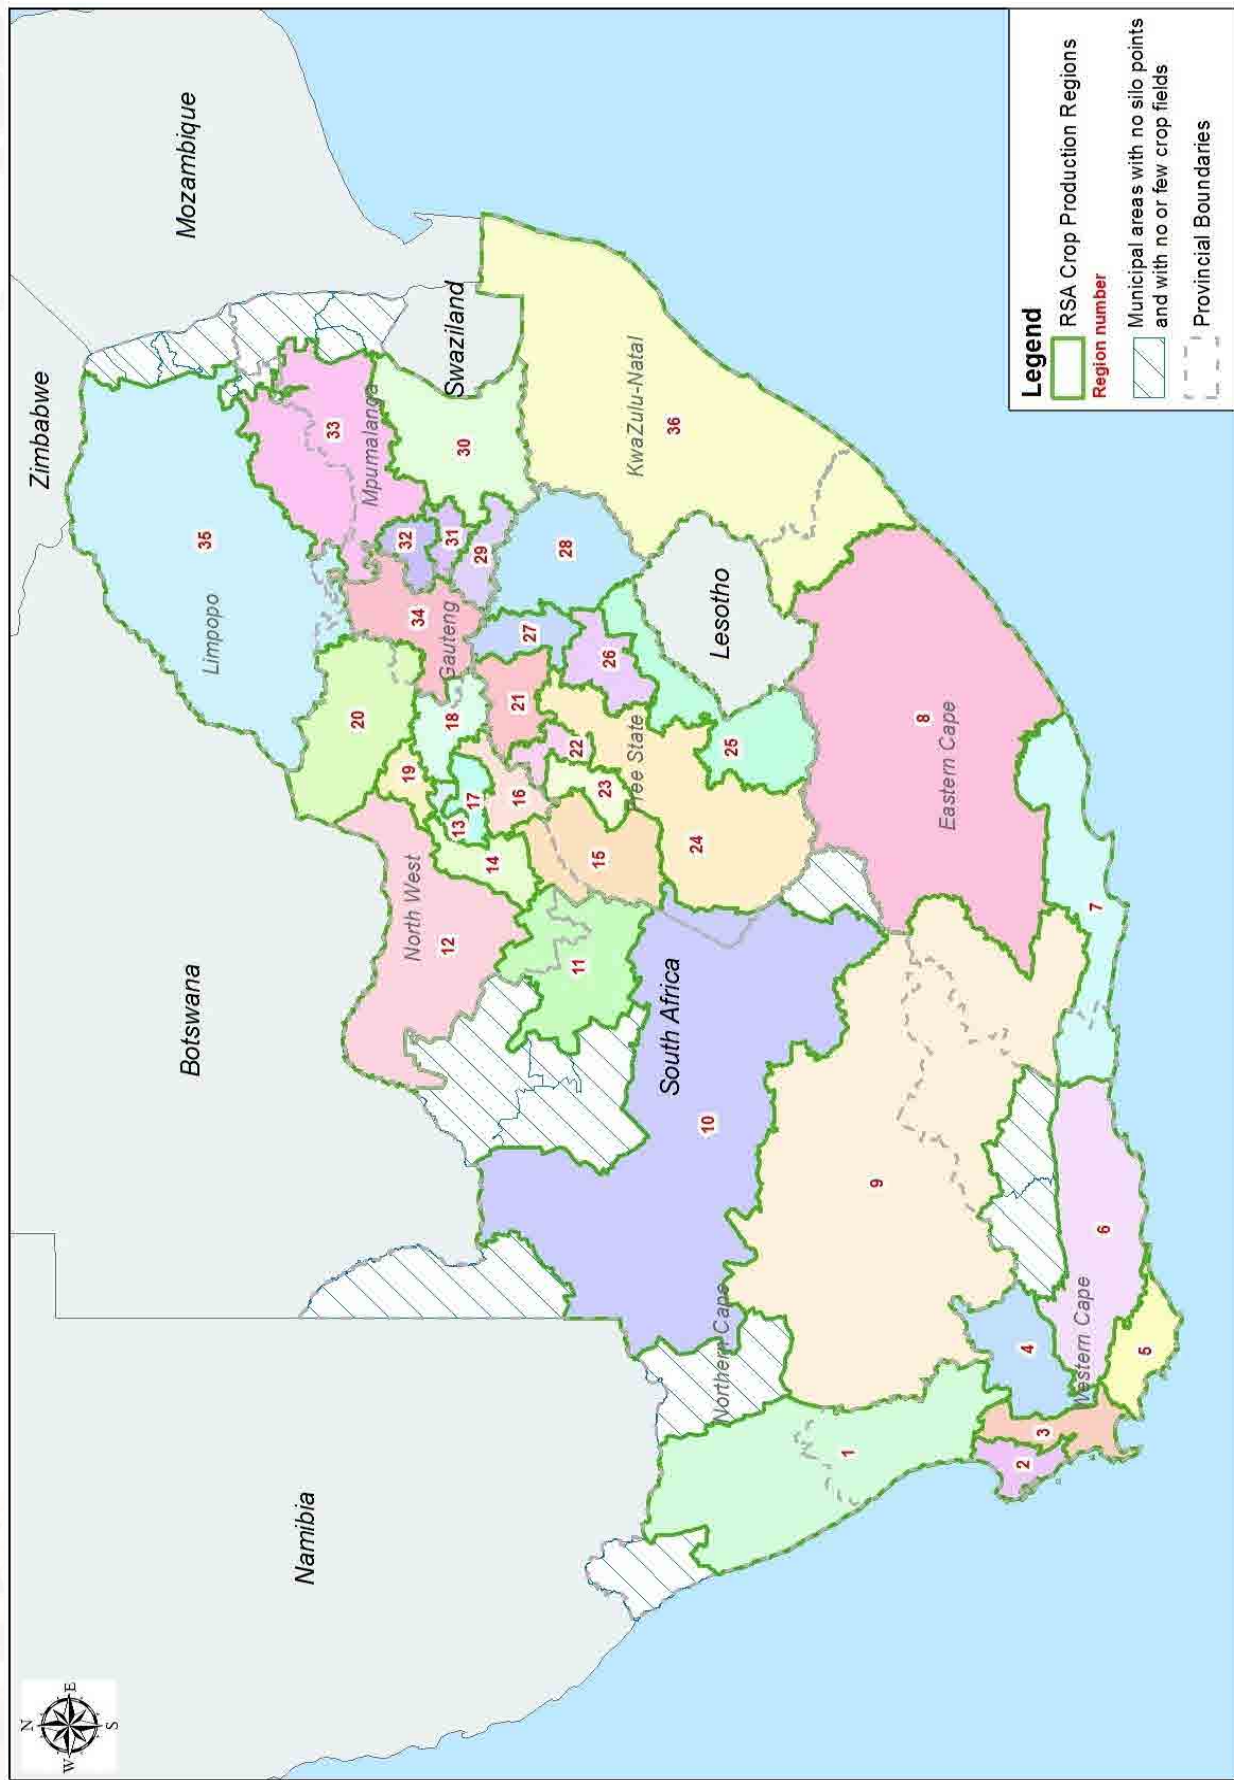 N
W
E
S
Zimbabwe
Mozambique
Botswana
Namibia
Swaziland
South Africa
Lesotho
Limpopo
Mpumalanga
Gauteng
North West
Free State
KwaZulu-Natal
Northern Cape
Eastern Cape
Western Cape
1
2
3
4
5
6
7
8
9
10
11
12
13
14
15
16
17
18
19
20
21
22
23
24
25
26
27
28
29
30
31
32
33
34
35
36
Legend
RSA Crop Production Regions
Region number
Municipal areas with no silo points
and with no or few crop fields
Provincial Boundaries